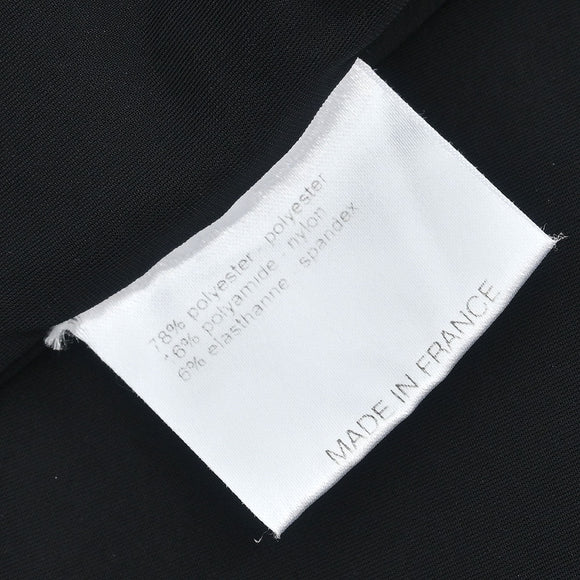 78% polyester - polyester
16% polyamide - nylon
6% elasthanne - spandex
MADE IN FRANCE